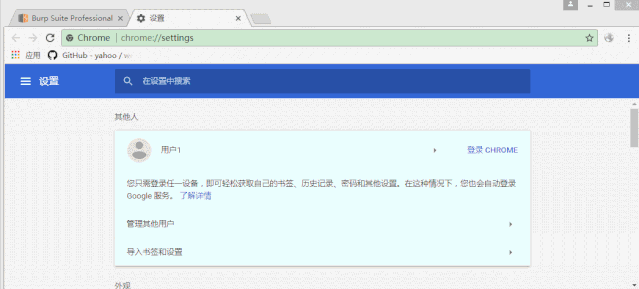 Burp Suite Professional
设置
Chrome | chrome://settings
应用 GitHub - yahoo / w
设置
在设置中搜索
其他人
用户1
登录 CHROME
您只需登录任一设备，即可轻松获取自己的书签、历史记录、密码和其他设置。在这种情况下，您也会自动登录
Google 服务。 了解详情
管理其他用户
导入书签和设置
外观